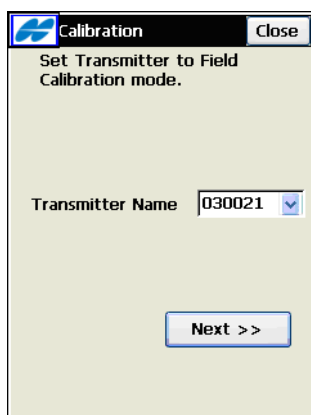 Calibration Close
Set Transmitter to Field
Calibration mode.
Transmitter Name 030021
Next >>